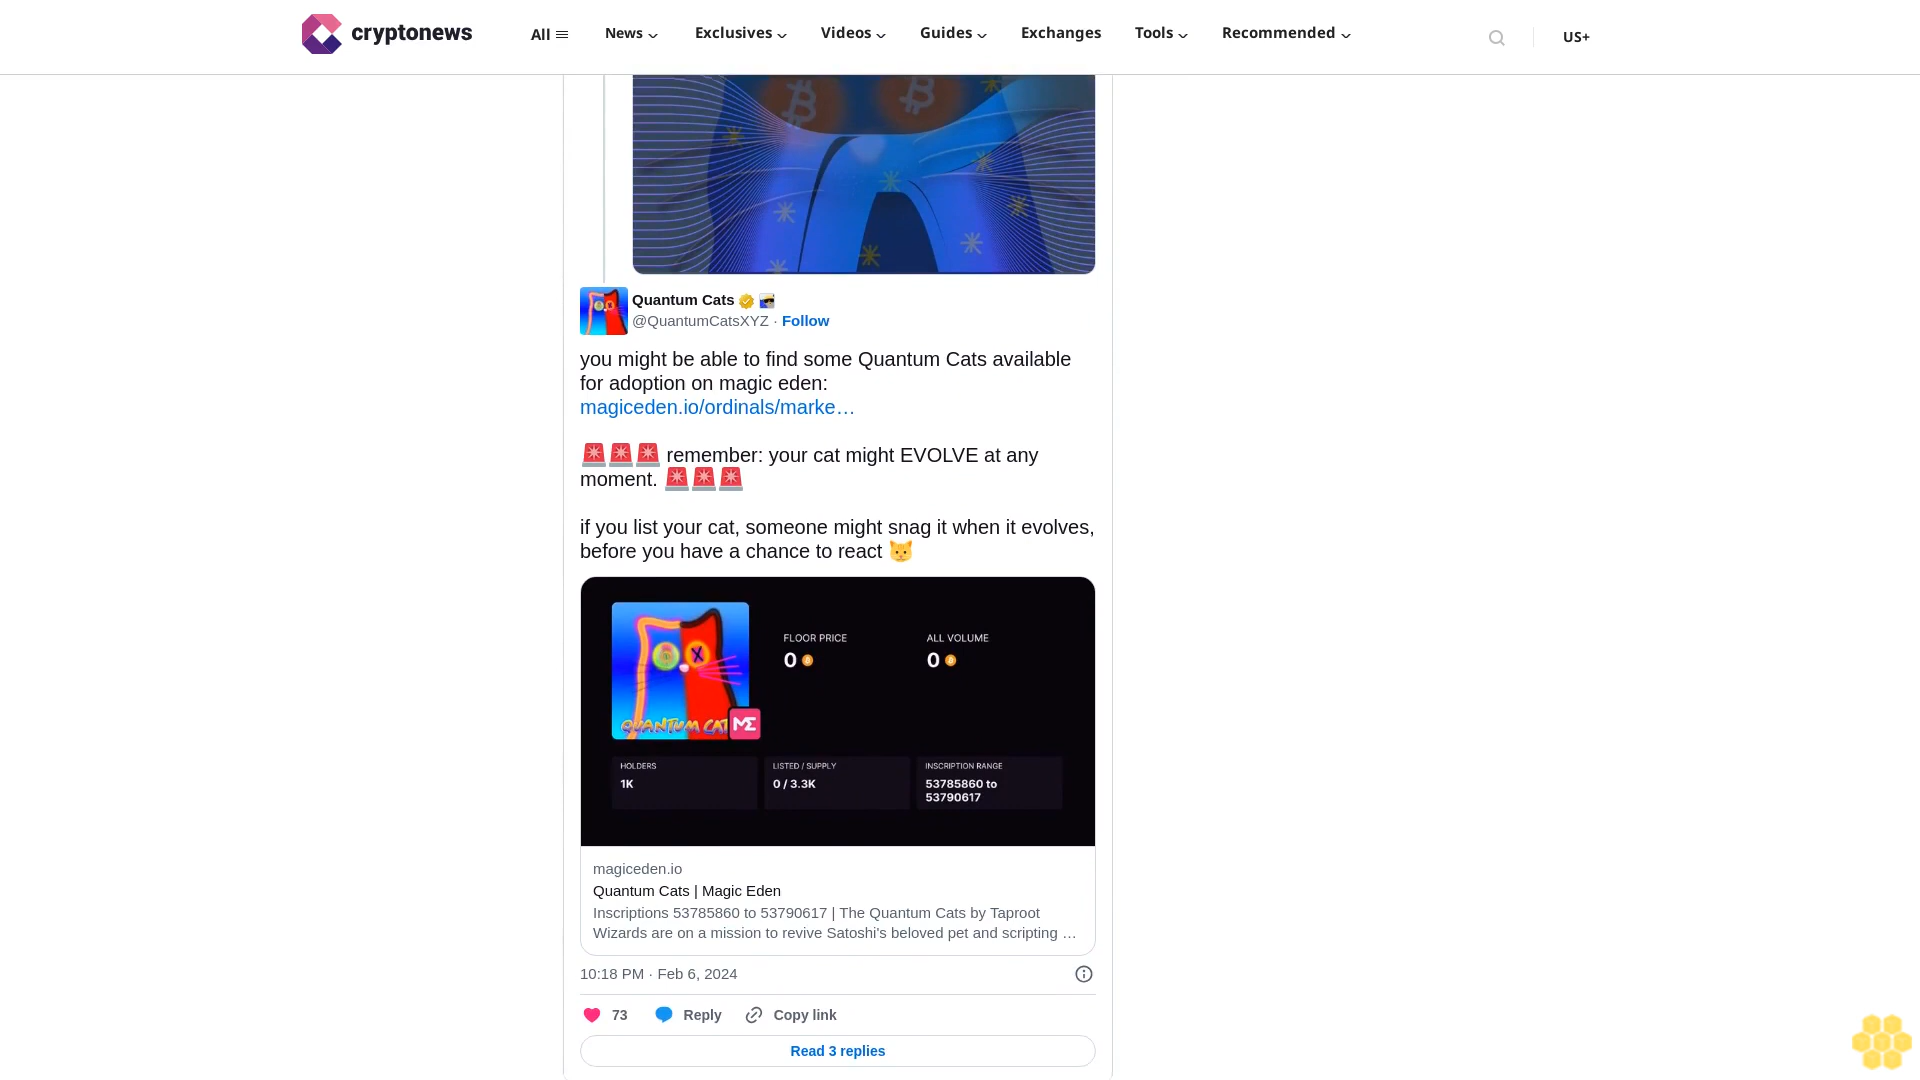 cryptonews
All
News
Exclusives
Videos
Guides
Exchanges
Tools
Recommended
US+
Quantum Cats
@QuantumCatsXYZ · Follow
you might be able to find some Quantum Cats available
for adoption on magic eden:
magiceden.io/ordinals/marke…
🚨🚨🚨 remember: your cat might EVOLVE at any
moment. 🚨🚨🚨
if you list your cat, someone might snag it when it evolves,
before you have a chance to react 🐱
FLOOR PRICE
ALL VOLUME
0
0
QUANTUM CAT
ME
HOLDERS
LISTED / SUPPLY
INSCRIPTION RANGE
1K
0 / 3.3K
53785860 to
53790617
magiceden.io
Quantum Cats | Magic Eden
Inscriptions 53785860 to 53790617 | The Quantum Cats by Taproot
Wizards are on a mission to revive Satoshi's beloved pet and scripting …
10:18 PM · Feb 6, 2024
73
Reply
Copy link
Read 3 replies